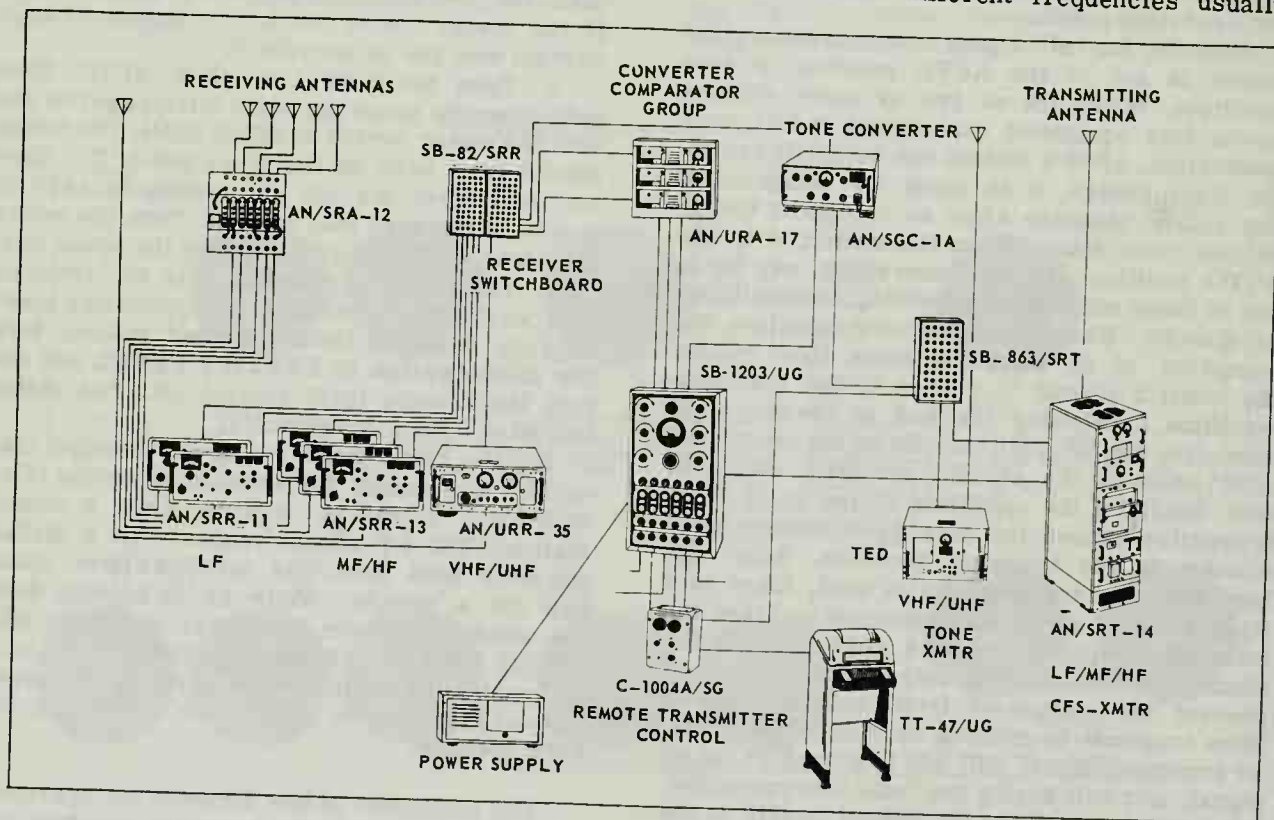 frequencies usuall
RECEIVING ANTENNAS
CONVERTER
COMPARATOR
GROUP
TRANSMITTING
ANTENNA
TONE CONVERTER
SB-82/SRR
AN/SRA-12
AN/URA-17
AN/SGC-1A
RECEIVER
SWITCHBOARD
SB-863/SRT
SB-1203/UG
AN/SRR-11
LF
AN/SRR-13
MF/HF
AN/URR-35
VHF/UHF
TED
VHF/UHF
TONE
XMTR
AN/SRT-14
LF/MF/HF
CFS-XMTR
C-1004A/SG
REMOTE TRANSMITTER
CONTROL
TT-47/UG
POWER SUPPLY